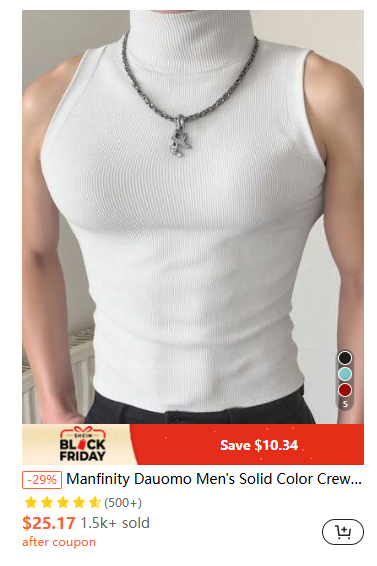 5
SHEIN
BLACK
FRIDAY
Save $10.34
-29% Manfinity Dauomo Men's Solid Color Crew...
(500+)
$25.17 1.5k+ sold
after coupon